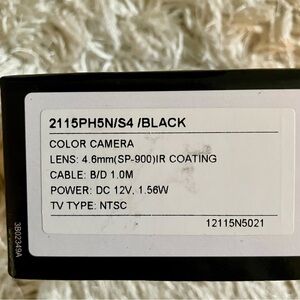 2115PH5N/S4 /BLACK
COLOR CAMERA
LENS: 4.6mm(SP-900)IR COATING
CABLE: B/D 1.0M
POWER: DC 12V, 1.56W
TV TYPE: NTSC
12115N5021
3802349A